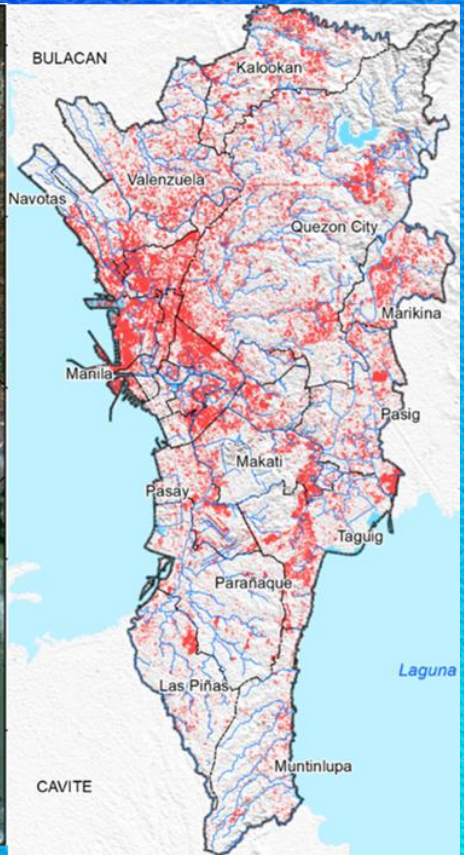 BULACAN
Kalookan
Valenzuela
Navotas
Quezon City
Marikina
Manila
Pasig
Makati
Pasay
Taguig
Parañaque
Laguna
Las Piñas
Muntinlupa
CAVITE